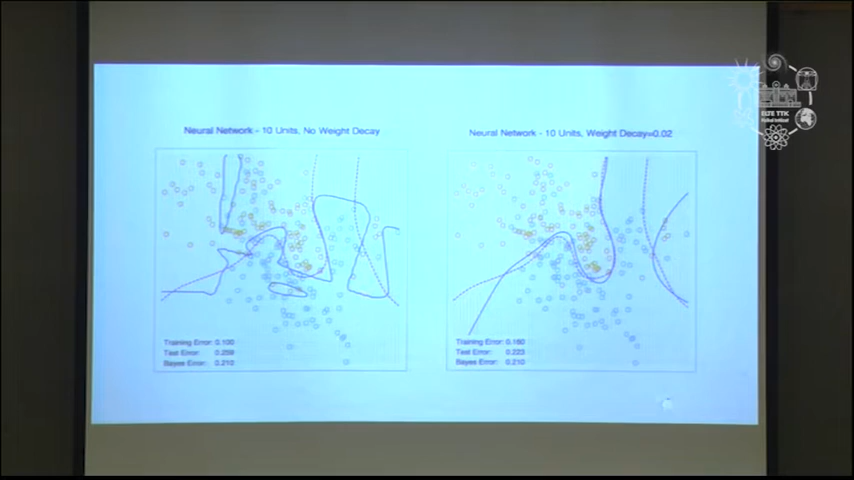 Neural Network - 10 Units, No Weight Decay
Training Error: 0.100
Test Error: 0.259
Bayes Error: 0.210
Neural Network - 10 Units, Weight Decay=0.02
Training Error: 0.160
Test Error: 0.223
Bayes Error: 0.210
ELTE TTK